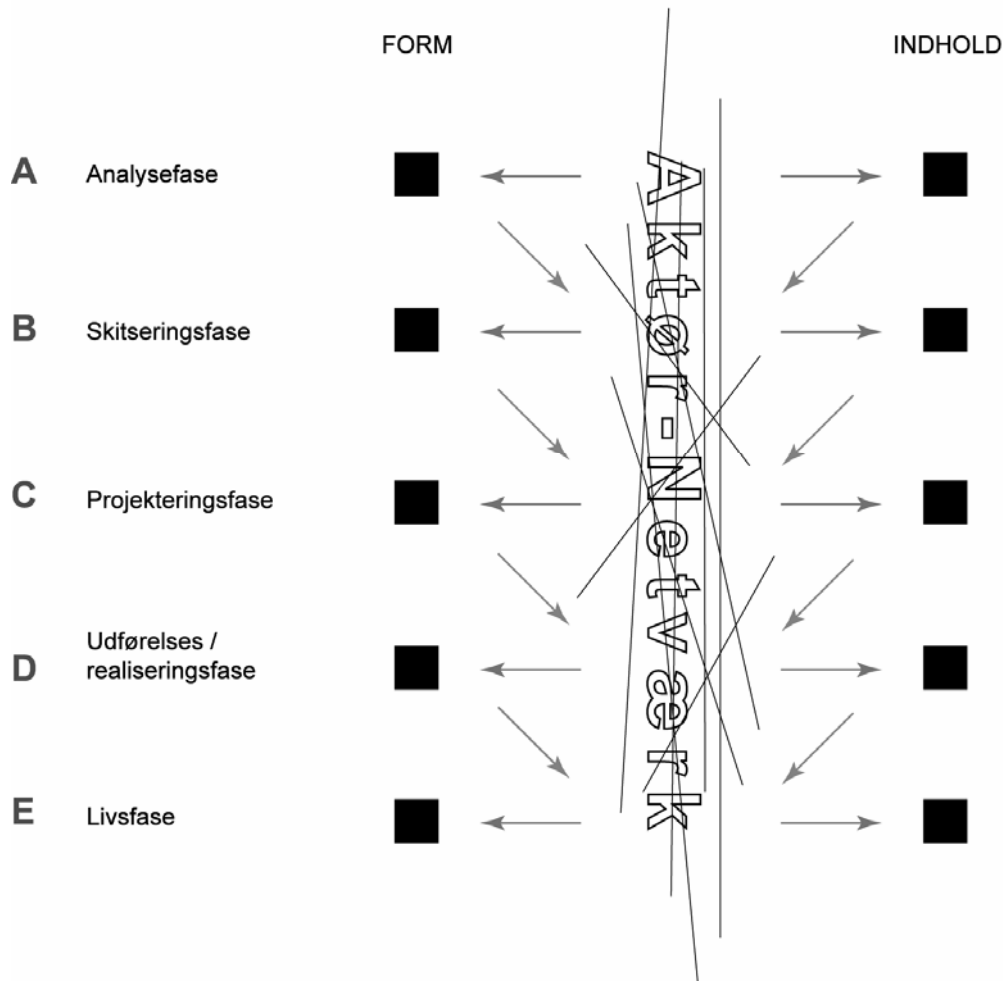 FORM
INDHOLD
A
Analysefase
B
Skitseringsfase
C
Projekteringsfase
D
Udførelses /
realiseringsfase
E
Livsfase
Aktør-Netværk